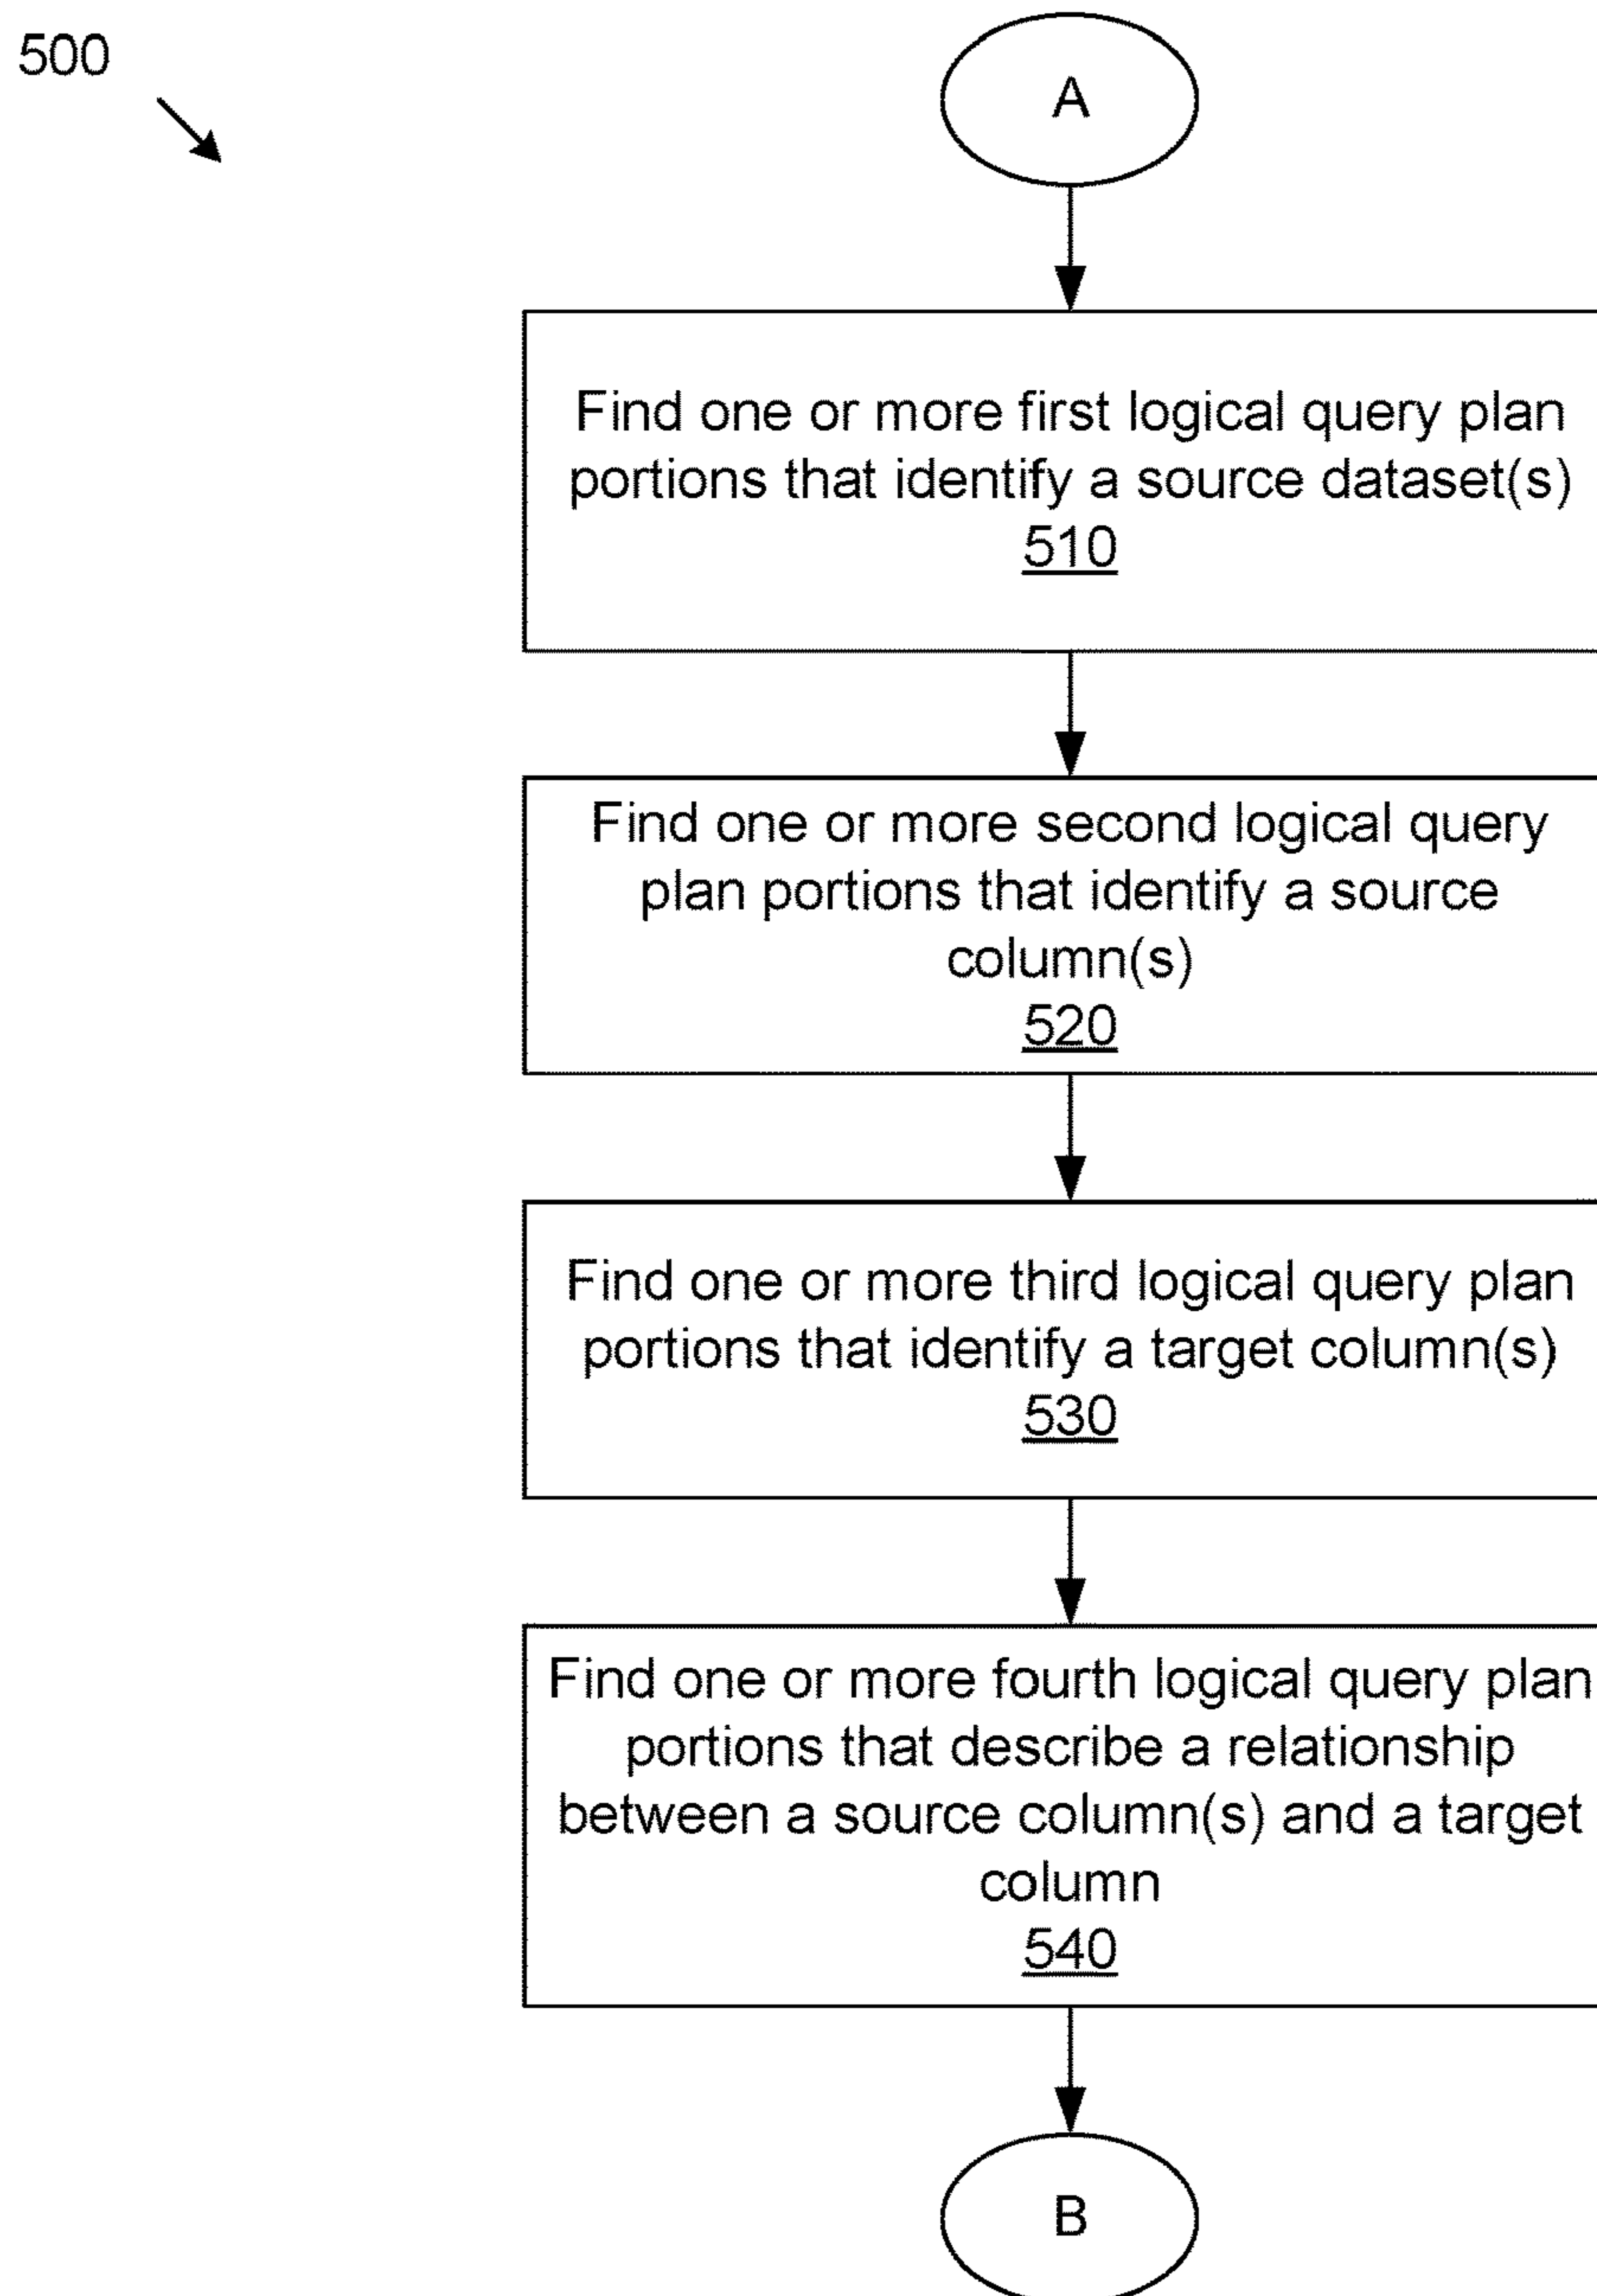 500
A
Find one or more first logical query plan
portions that identify a source dataset(s)
510
Find one or more second logical query
plan portions that identify a source
column(s)
520
Find one or more third logical query plan
portions that identify a target column(s)
530
Find one or more fourth logical query plan
portions that describe a relationship
between a source column(s) and a target
column
540
B